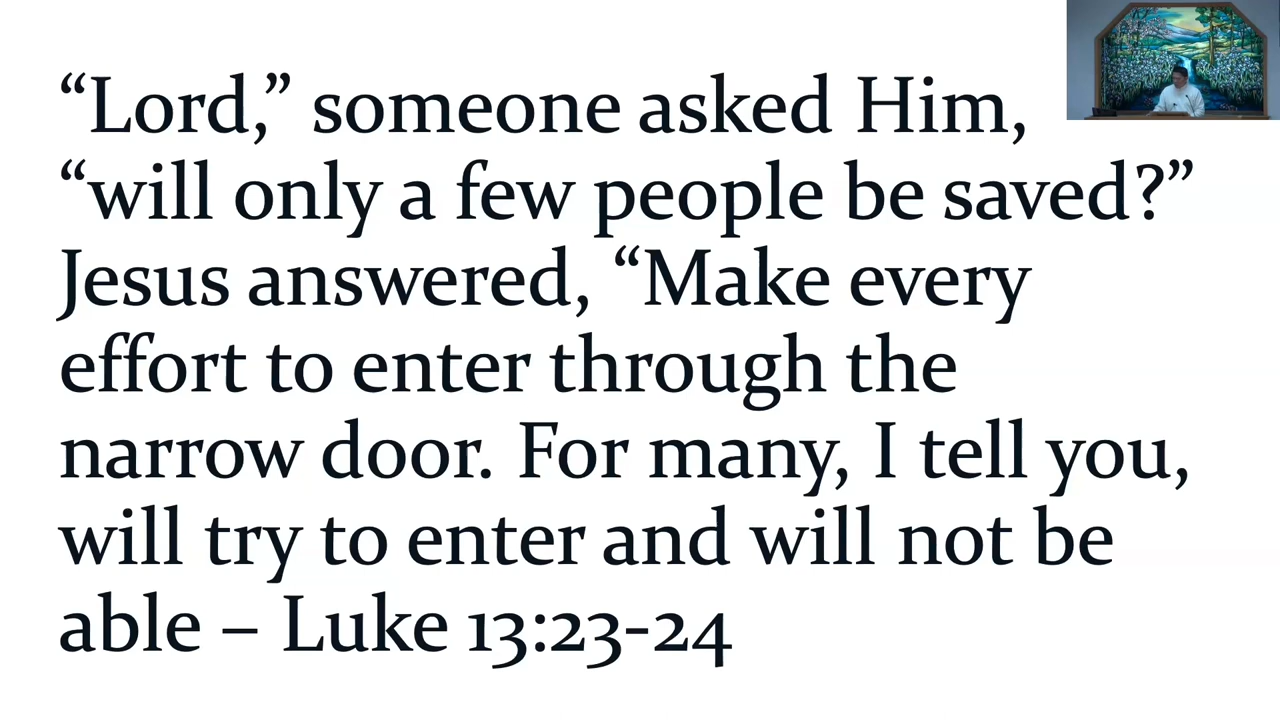 “Lord,” someone asked Him,
“will only a few people be saved?”
Jesus answered, “Make every
effort to enter through the
narrow door. For many, I tell you,
will try to enter and will not be
able – Luke 13:23-24